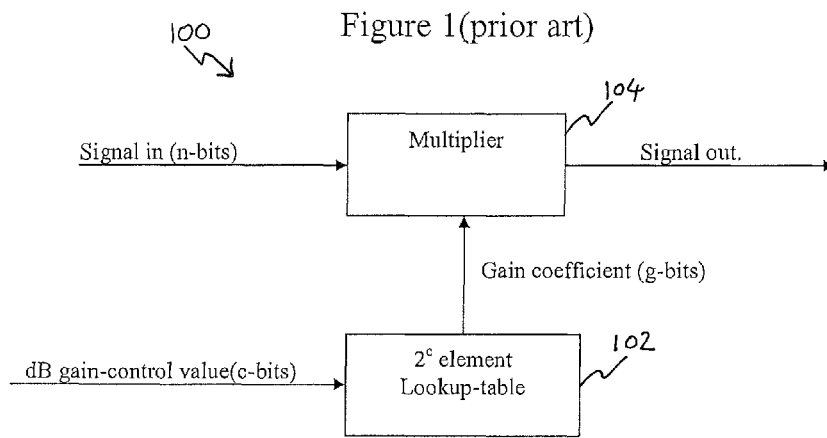 Figure 1(prior art)
100
104
Multiplier
Signal in (n-bits)
Signal out.
Gain coefficient (g-bits)
102
2ᶜ element
Lookup-table
dB gain-control value(c-bits)